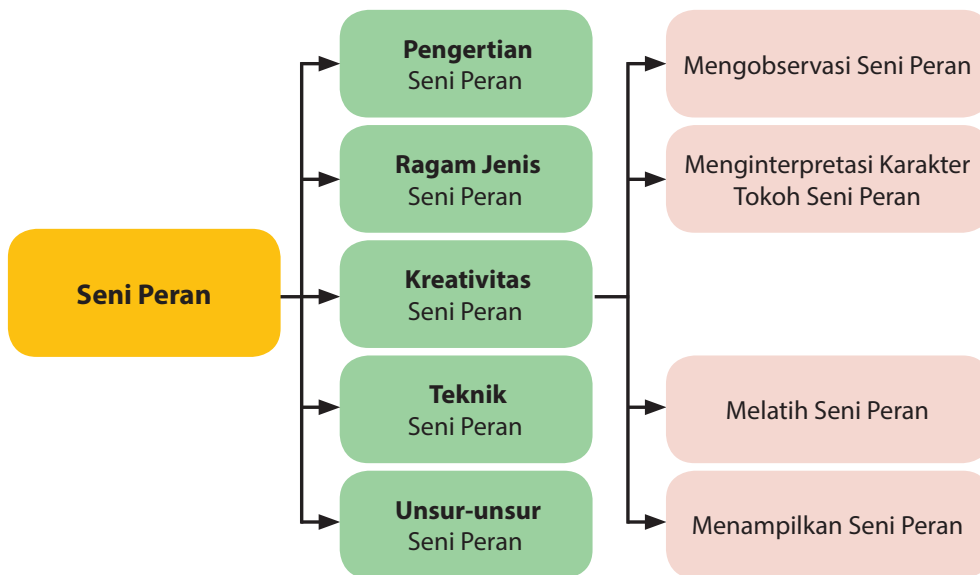 Seni Peran
Pengertian
Seni Peran
Ragam Jenis
Seni Peran
Kreativitas
Seni Peran
Teknik
Seni Peran
Unsur-unsur
Seni Peran
Mengobservasi Seni Peran
Menginterpretasi Karakter
Tokoh Seni Peran
Melatih Seni Peran
Menampilkan Seni Peran